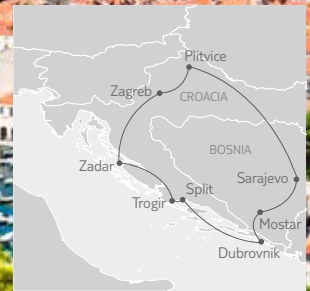 Plitvice
Zagreb
CROACIA
BOSNIA
Zadar
Sarajevo
Split
Trogir
Mostar
Dubrovnik